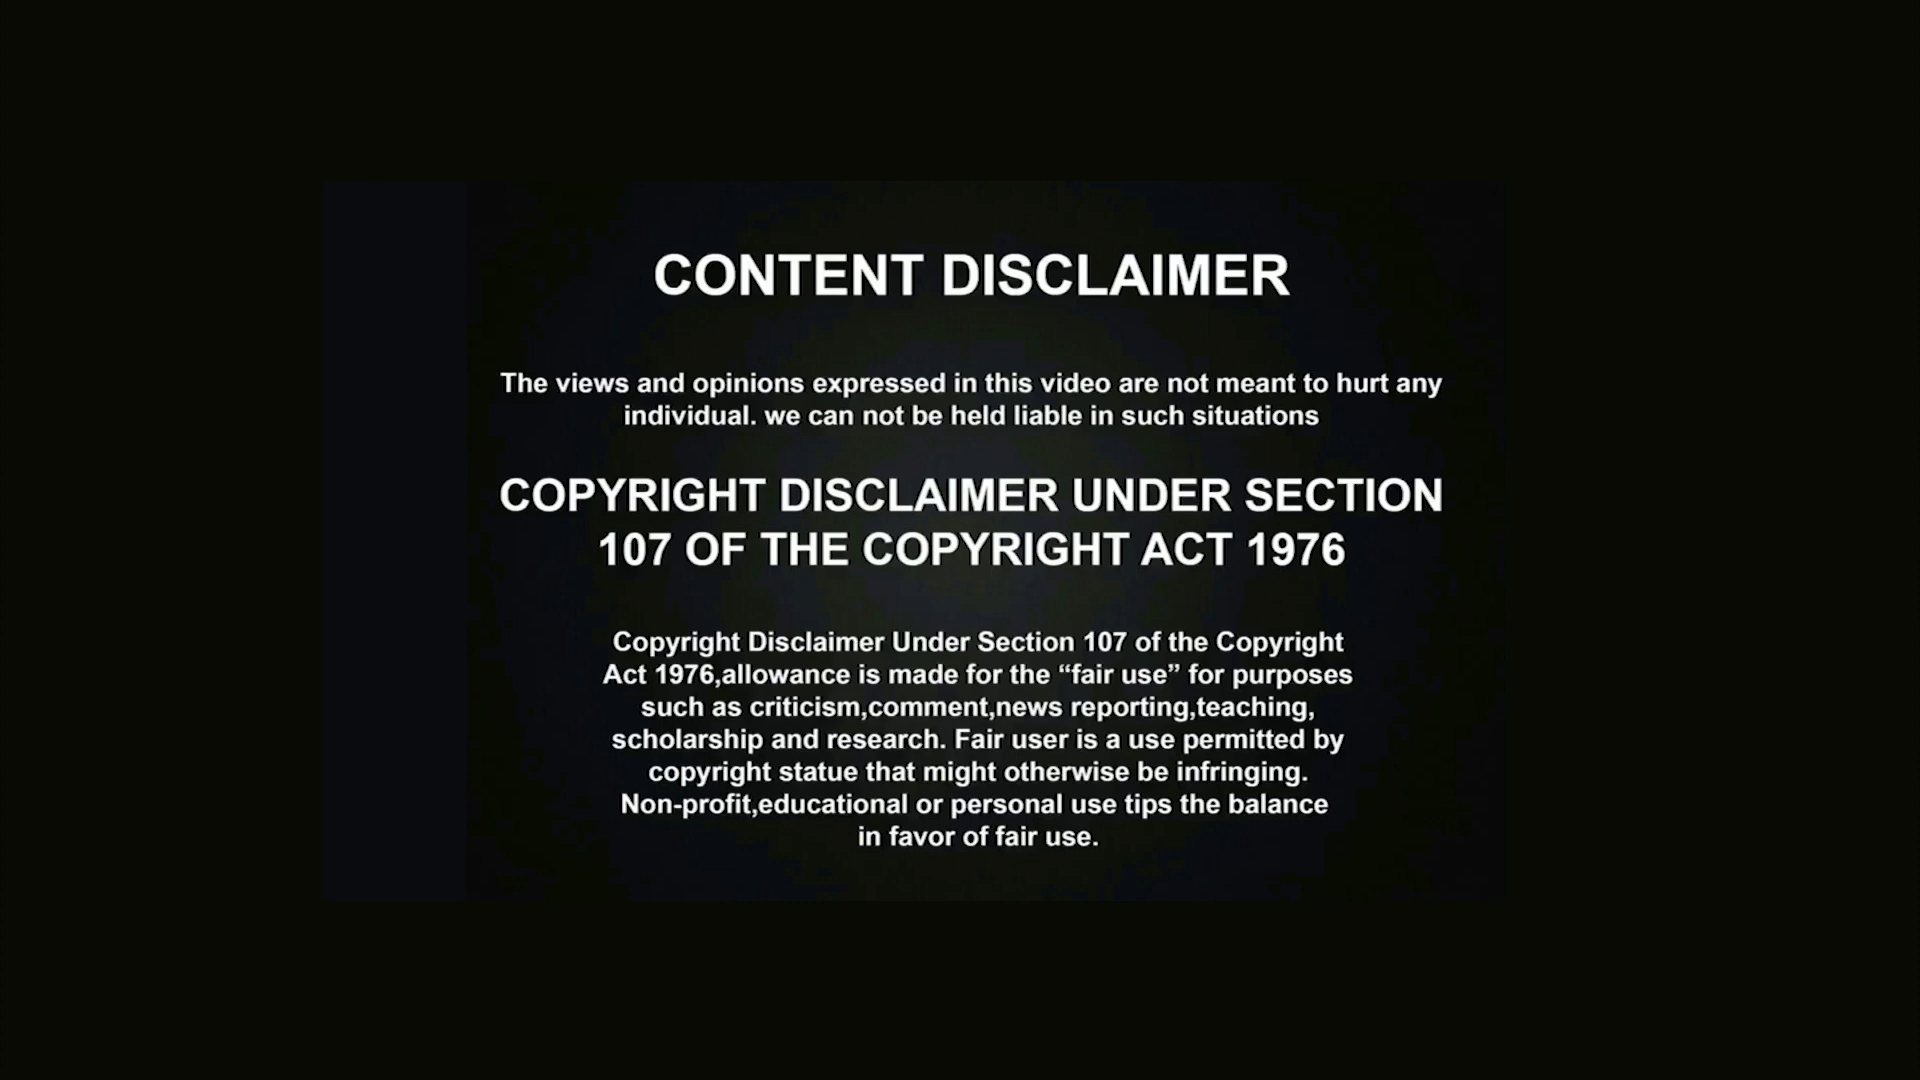 CONTENT DISCLAIMER
The views and opinions expressed in this video are not meant to hurt any
individual. we can not be held liable in such situations
COPYRIGHT DISCLAIMER UNDER SECTION
107 OF THE COPYRIGHT ACT 1976
Copyright Disclaimer Under Section 107 of the Copyright
Act 1976,allowance is made for the “fair use” for purposes
such as criticism,comment,news reporting,teaching,
scholarship and research. Fair user is a use permitted by
copyright statue that might otherwise be infringing.
Non-profit,educational or personal use tips the balance
in favor of fair use.